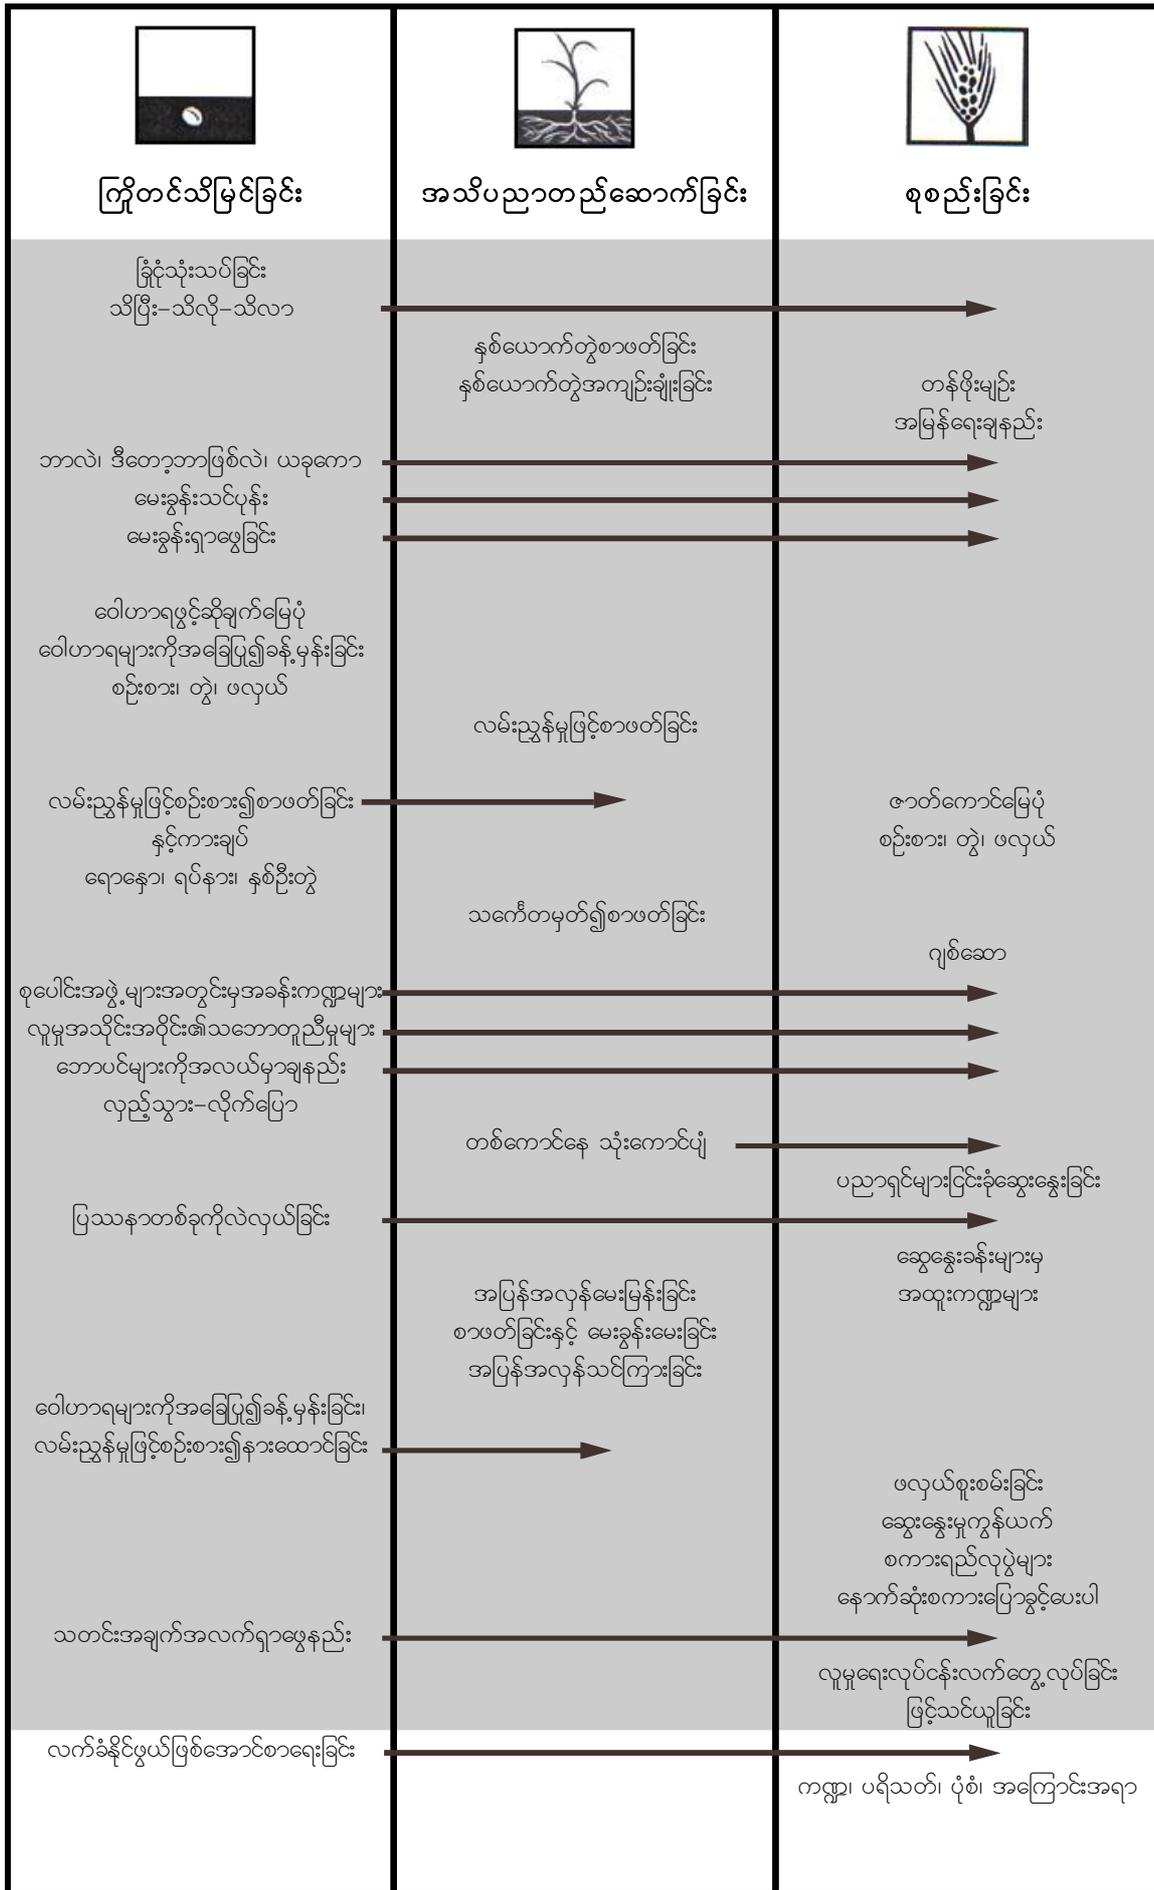 ကြိုတင်သိမြင်ခြင်း
အသိပညာတည်ဆောက်ခြင်း
စုစည်းခြင်း
ခြုံငုံသုံးသပ်ခြင်း
သိပြီး–သိလို–သိလာ
နှစ်ယောက်တွဲစာဖတ်ခြင်း
နှစ်ယောက်တွဲအကျဉ်းချုံးခြင်း
တန်ဖိုးမျဉ်း
အမြန်ရေးချနည်း
ဘာလဲ၊ ဒီတော့ဘာဖြစ်လဲ၊ ယခုကော
မေးခွန်းသင်ပုန်း
မေးခွန်းရှာဖွေခြင်း
ဝေါဟာရဖွင့်ဆိုချက်မြေပုံ
ဝေါဟာရများကိုအခြေပြု၍ခန့်မှန်းခြင်း
စဉ်းစား၊ တွဲ၊ ဖလှယ်
လမ်းညွှန်မှုဖြင့်စာဖတ်ခြင်း
လမ်းညွှန်မှုဖြင့်စဉ်းစား၍စာဖတ်ခြင်း
ဇာတ်ကောင်မြေပုံ
နှင့်ကားချပ်
စဉ်းစား၊ တွဲ၊ ဖလှယ်
ရောနှော၊ ရပ်နား၊ နှစ်ဦးတွဲ
သင်္ကေတမှတ်၍စာဖတ်ခြင်း
ဂျစ်ဆော
စုပေါင်းအဖွဲ့များအတွင်းမှအခန်းကဏ္ဍများ
လူမှုအသိုင်းအဝိုင်း၏သဘောတူညီမှုများ
ဘောပင်များကိုအလယ်မှာချနည်း
လှည့်သွား–လိုက်ပြော
တစ်ကောင်နေ သုံးကောင်ပျံ
ပညာရှင်များငြင်းခုံဆွေးနွေးခြင်း
ပြဿနာတစ်ခုကိုလဲလှယ်ခြင်း
ဆွေးနွေးခန်းများမှ
အပြန်အလှန်မေးမြန်းခြင်း
အထူးကဏ္ဍများ
စာဖတ်ခြင်းနှင့် မေးခွန်းမေးခြင်း
အပြန်အလှန်သင်ကြားခြင်း
ဝေါဟာရများကိုအခြေပြု၍ခန့်မှန်းခြင်း၊
လမ်းညွှန်မှုဖြင့်စဉ်းစား၍နားထောင်ခြင်း
ဖလှယ်စူးစမ်းခြင်း
ဆွေးနွေးမှုကွန်ယက်
စကားရည်လုပွဲများ
နောက်ဆုံးစကားပြောခွင့်ပေးပါ
သတင်းအချက်အလက်ရှာဖွေနည်း
လူမှုရေးလုပ်ငန်းလက်တွေ့လုပ်ခြင်း
ဖြင့်သင်ယူခြင်း
လက်ခံနိုင်ဖွယ်ဖြစ်အောင်စာရေးခြင်း
ကဏ္ဍ၊ ပရိသတ်၊ ပုံစံ၊ အကြောင်းအရာ